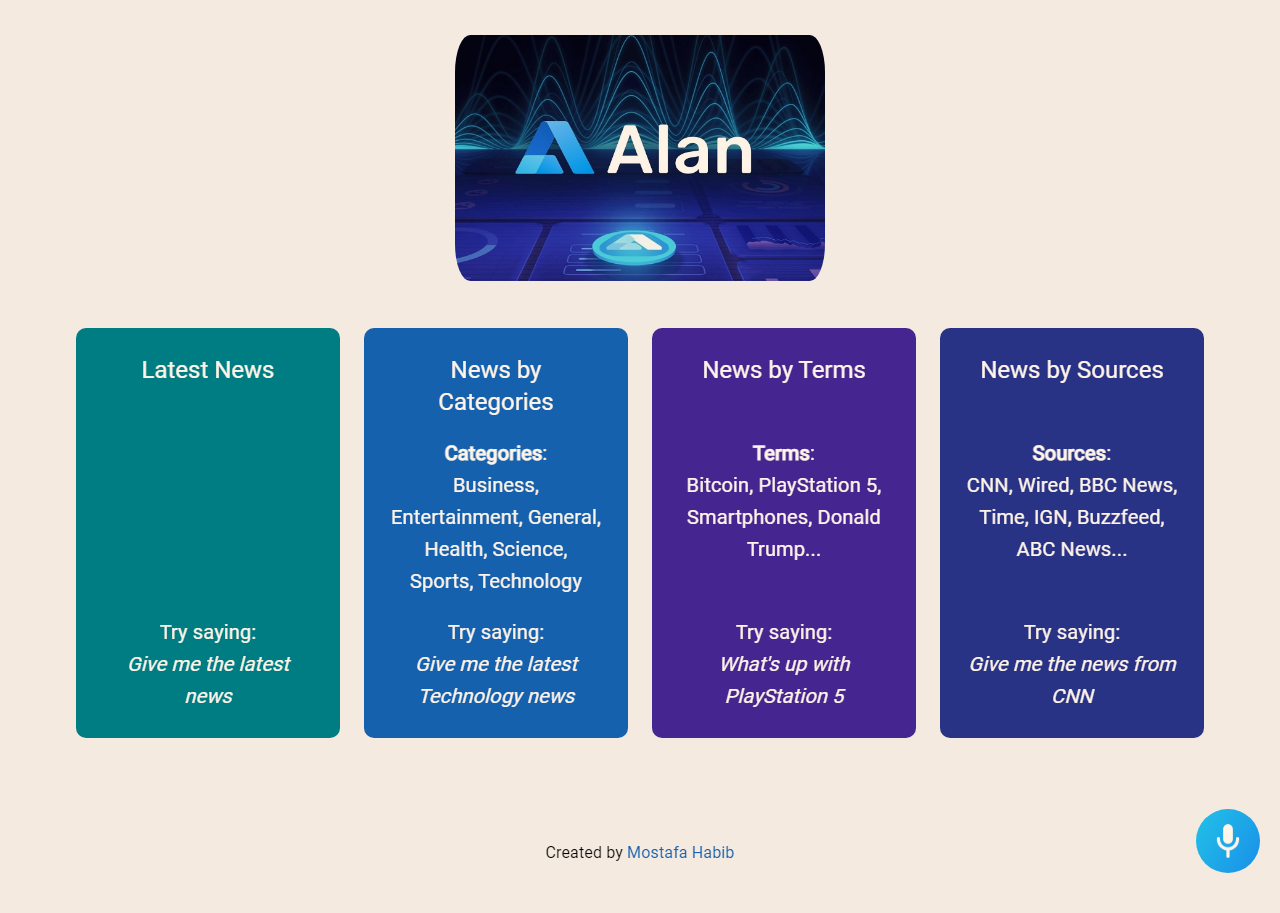 Alan
Latest News
Try saying:
Give me the latest
news
News by
Categories
Categories:
Business,
Entertainment, General,
Health, Science,
Sports, Technology
Try saying:
Give me the latest
Technology news
News by Terms
Terms:
Bitcoin, PlayStation 5,
Smartphones, Donald
Trump...
Try saying:
What's up with
PlayStation 5
News by Sources
Sources:
CNN, Wired, BBC News,
Time, IGN, Buzzfeed,
ABC News...
Try saying:
Give me the news from
CNN
Created by Mostafa Habib